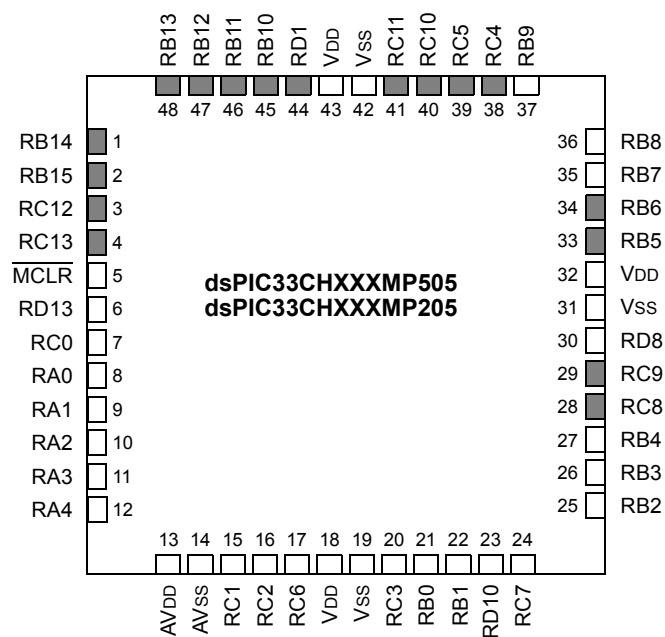 RB13 RB12 RB11 RB10 RD1 VDD VSS RC11 RC10 RC5 RC4 RB9
48 47 46 45 44 43 42 41 40 39 38 37
RB14 1
RB15 2
RC12 3
RC13 4
MCLR 5
RD13 6
RC0 7
RA0 8
RA1 9
RA2 10
RA3 11
RA4 12
dsPIC33CHXXXMP505
dsPIC33CHXXXMP205
36 RB8
35 RB7
34 RB6
33 RB5
32 VDD
31 VSS
30 RD8
29 RC9
28 RC8
27 RB4
26 RB3
25 RB2
13 14 15 16 17 18 19 20 21 22 23 24
AVDD AVSS RC1 RC2 RC6 VDD VSS RC3 RB0 RB1 RD10 RC7